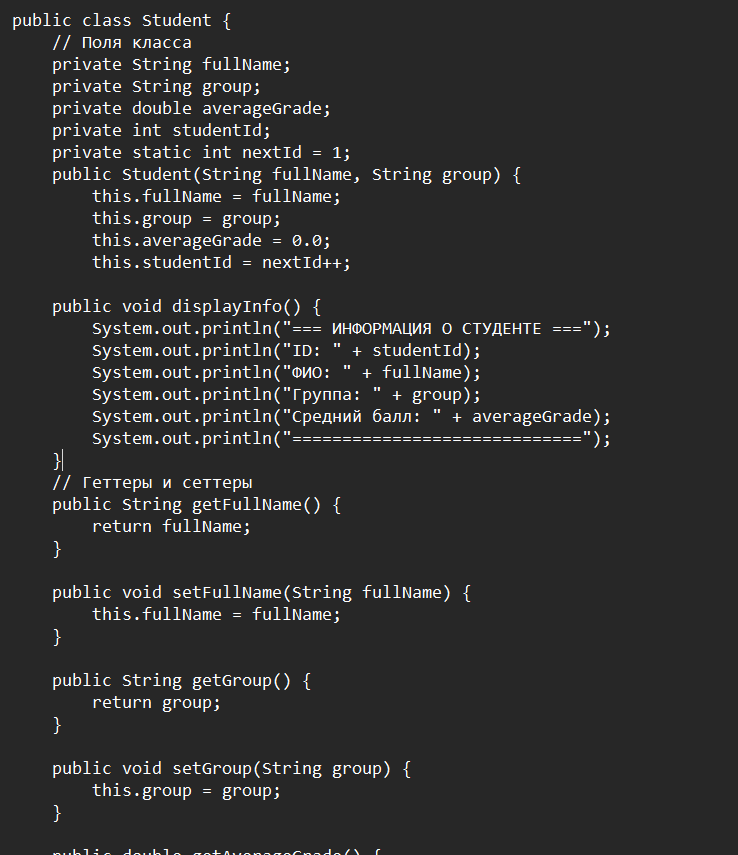 public class Student {
    // Поля класса
    private String fullName;
    private String group;
    private double averageGrade;
    private int studentId;
    private static int nextId = 1;
    public Student(String fullName, String group) {
        this.fullName = fullName;
        this.group = group;
        this.averageGrade = 0.0;
        this.studentId = nextId++;

    public void displayInfo() {
        System.out.println("=== ИНФОРМАЦИЯ О СТУДЕНТЕ ===");
        System.out.println("ID: " + studentId);
        System.out.println("ФИО: " + fullName);
        System.out.println("Группа: " + group);
        System.out.println("Средний балл: " + averageGrade);
        System.out.println("=============================");
    }
    // Геттеры и сеттеры
    public String getFullName() {
        return fullName;
    }

    public void setFullName(String fullName) {
        this.fullName = fullName;
    }

    public String getGroup() {
        return group;
    }

    public void setGroup(String group) {
        this.group = group;
    }

    public double getAverageGrade() {